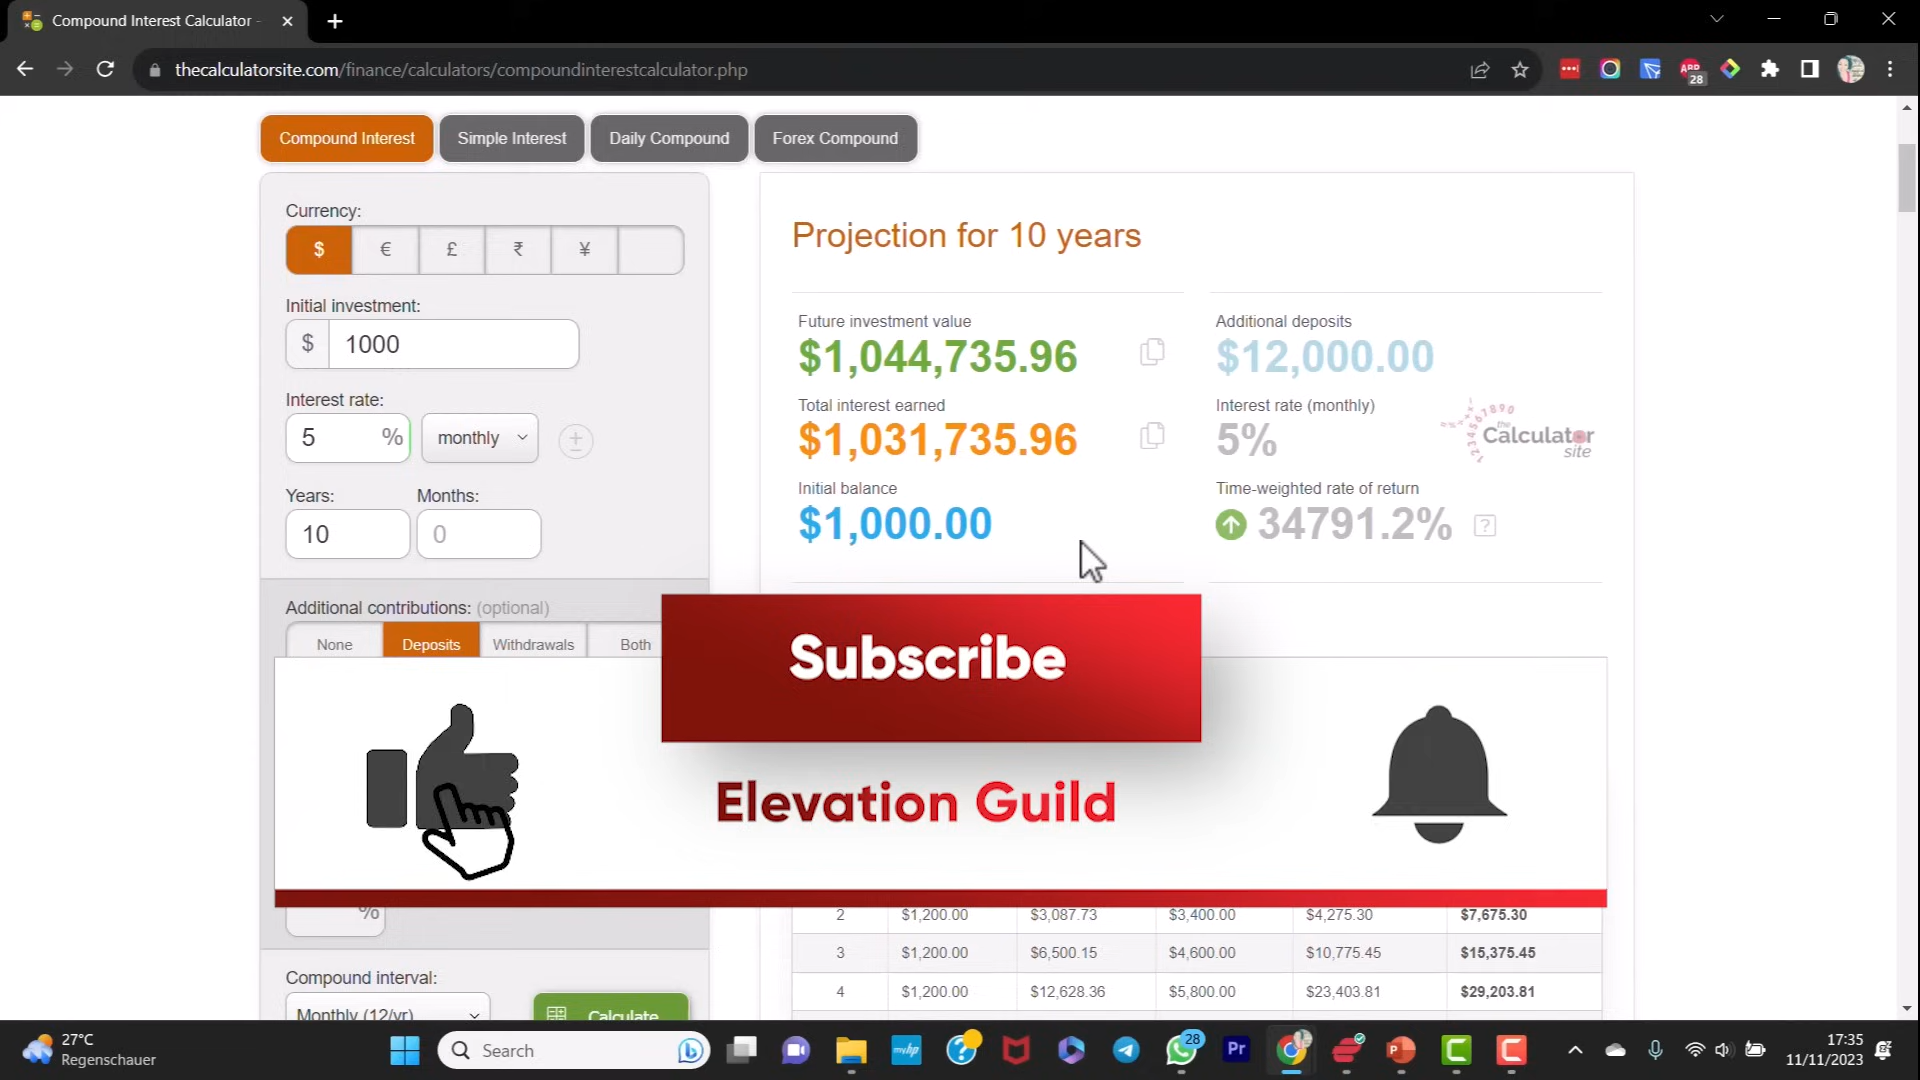 Compound Interest Calculator -
thecalculatorsite.com/finance/calculators/compoundinterestcalculator.php
ABP
28
Compound Interest
Simple Interest
Daily Compound
Forex Compound
Currency:
$ € £ ₹ ¥
Initial investment:
$ 1000
Interest rate:
5 % monthly
Years: Months:
10 0
Additional contributions: (optional)
None Deposits Withdrawals Both
%
Compound interval:
Monthly (12/yr)
Calculate
Projection for 10 years
Future investment value
$1,044,735.96
Additional deposits
$12,000.00
Total interest earned
$1,031,735.96
Interest rate (monthly)
5%
the
Calculator
site
1234567890
Initial balance
$1,000.00
Time-weighted rate of return
34791.2% ?
Subscribe
Elevation Guild
2 $1,200.00 $3,087.73 $3,400.00 $4,275.30 $7,675.30
3 $1,200.00 $6,500.15 $4,600.00 $10,775.45 $15,375.45
4 $1,200.00 $12,628.36 $5,800.00 $23,403.81 $29,203.81
27°C
Regenschauer
Search
myhp
28
Pr
17:35
11/11/2023